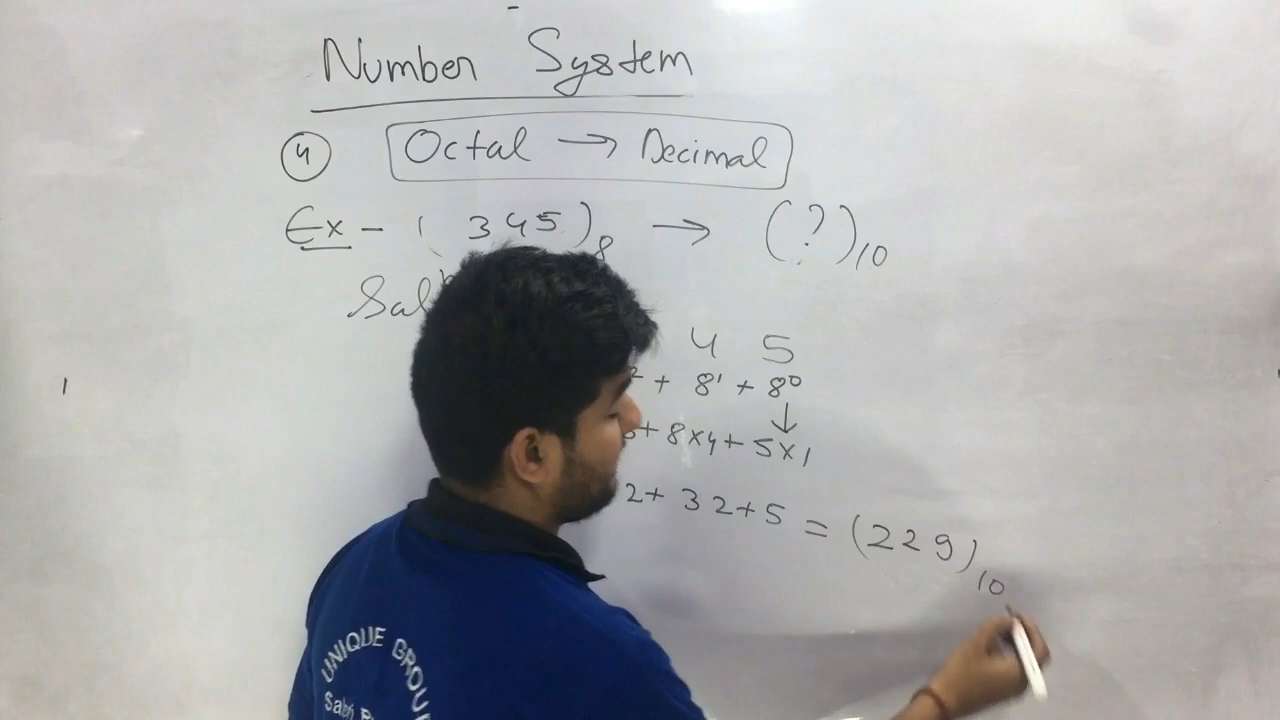 Number System
4 Octal → Decimal
Ex - ( 345)8 → (?)10
4 5
+ 8¹ + 8⁰
↓
+ 8×4 + 5×1
2 + 32 + 5 = (229)10
UNIQUE GROU